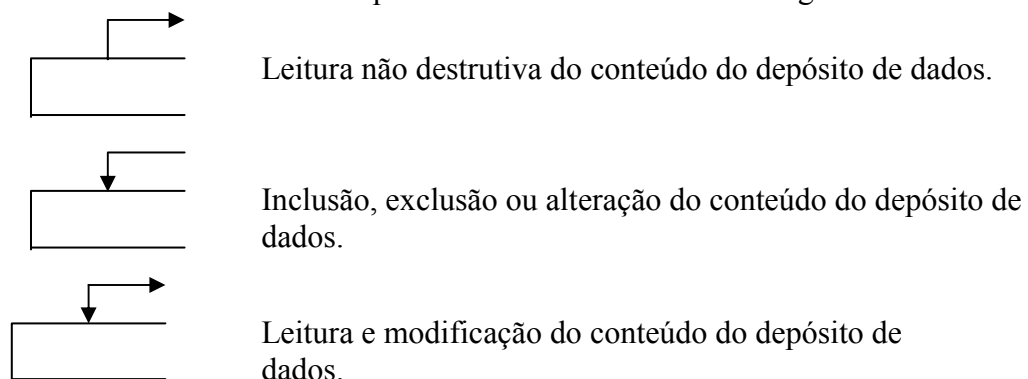 Leitura não destrutiva do conteúdo do depósito de dados.
Inclusão, exclusão ou alteração do conteúdo do depósito de
dados.
Leitura e modificação do conteúdo do depósito de
dados.